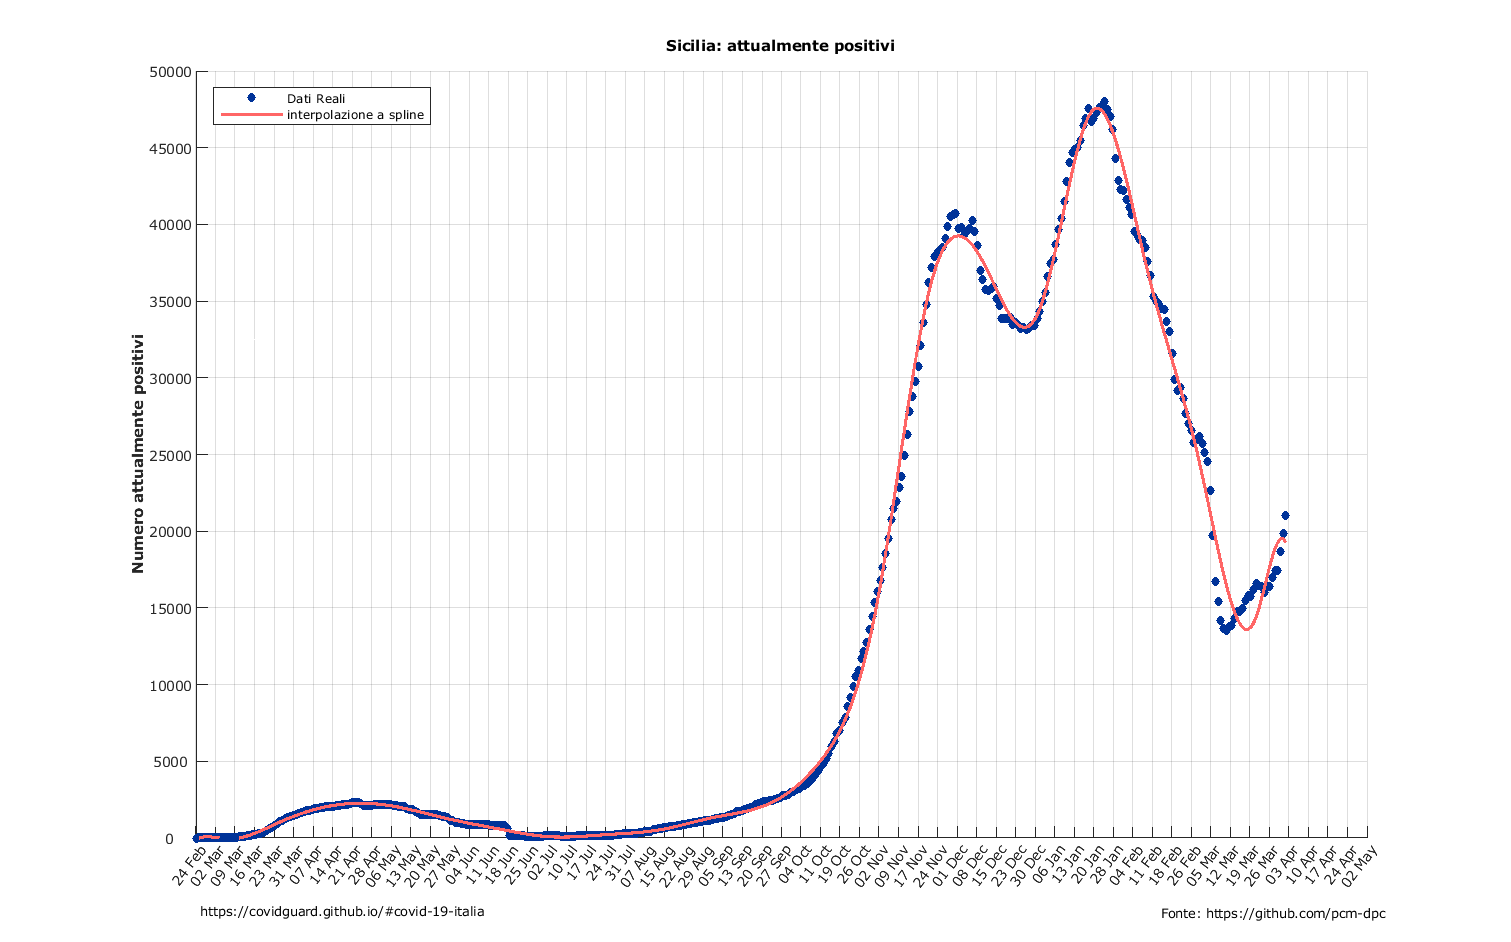 Sicilia: attualmente positivi
Dati Reali
interpolazione a spline
Numero attualmente positivi
50000
45000
40000
35000
30000
25000
20000
15000
10000
5000
0
24 Feb
02 Mar
09 Mar
16 Mar
23 Mar
31 Mar
07 Apr
14 Apr
21 Apr
28 Apr
06 May
13 May
20 May
27 May
04 Jun
11 Jun
18 Jun
25 Jun
02 Jul
10 Jul
17 Jul
24 Jul
31 Jul
07 Aug
15 Aug
22 Aug
29 Aug
05 Sep
13 Sep
20 Sep
27 Sep
04 Oct
11 Oct
19 Oct
26 Oct
02 Nov
09 Nov
17 Nov
24 Nov
01 Dec
08 Dec
15 Dec
23 Dec
30 Dec
06 Jan
13 Jan
20 Jan
28 Jan
04 Feb
11 Feb
18 Feb
26 Feb
05 Mar
12 Mar
19 Mar
26 Mar
03 Apr
10 Apr
17 Apr
24 Apr
02 May
https://covidguard.github.io/#covid-19-italia
Fonte: https://github.com/pcm-dpc